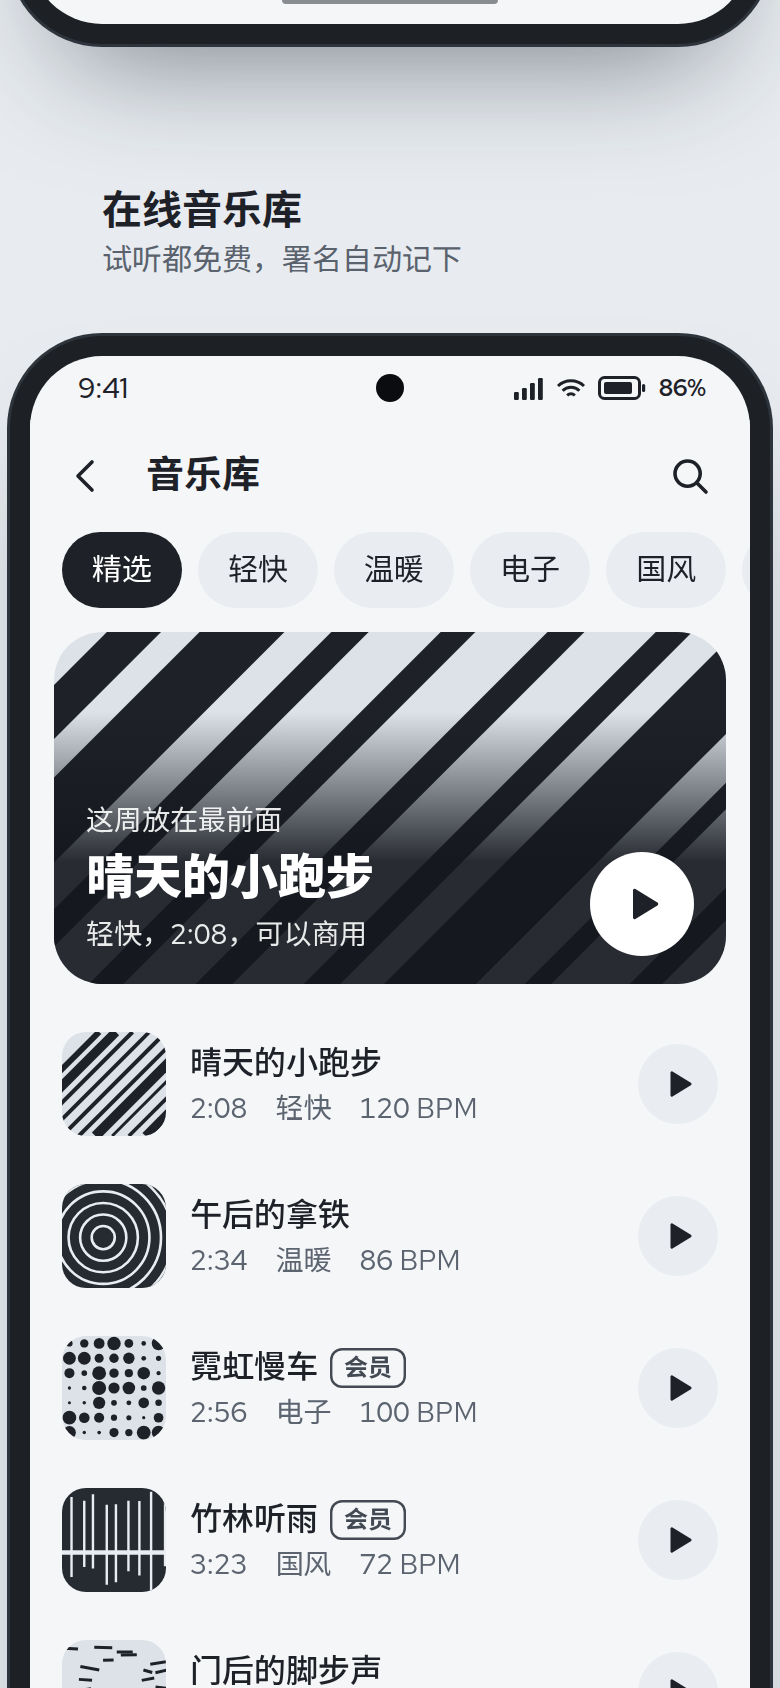 在线音乐库
试听都免费，署名自动记下
9:41
86%
音乐库
精选 轻快 温暖 电子 国风
这周放在最前面
晴天的小跑步
轻快，2:08，可以商用
晴天的小跑步
2:08 轻快 120 BPM
午后的拿铁
2:34 温暖 86 BPM
霓虹慢车 会员
2:56 电子 100 BPM
竹林听雨 会员
3:23 国风 72 BPM
门后的脚步声